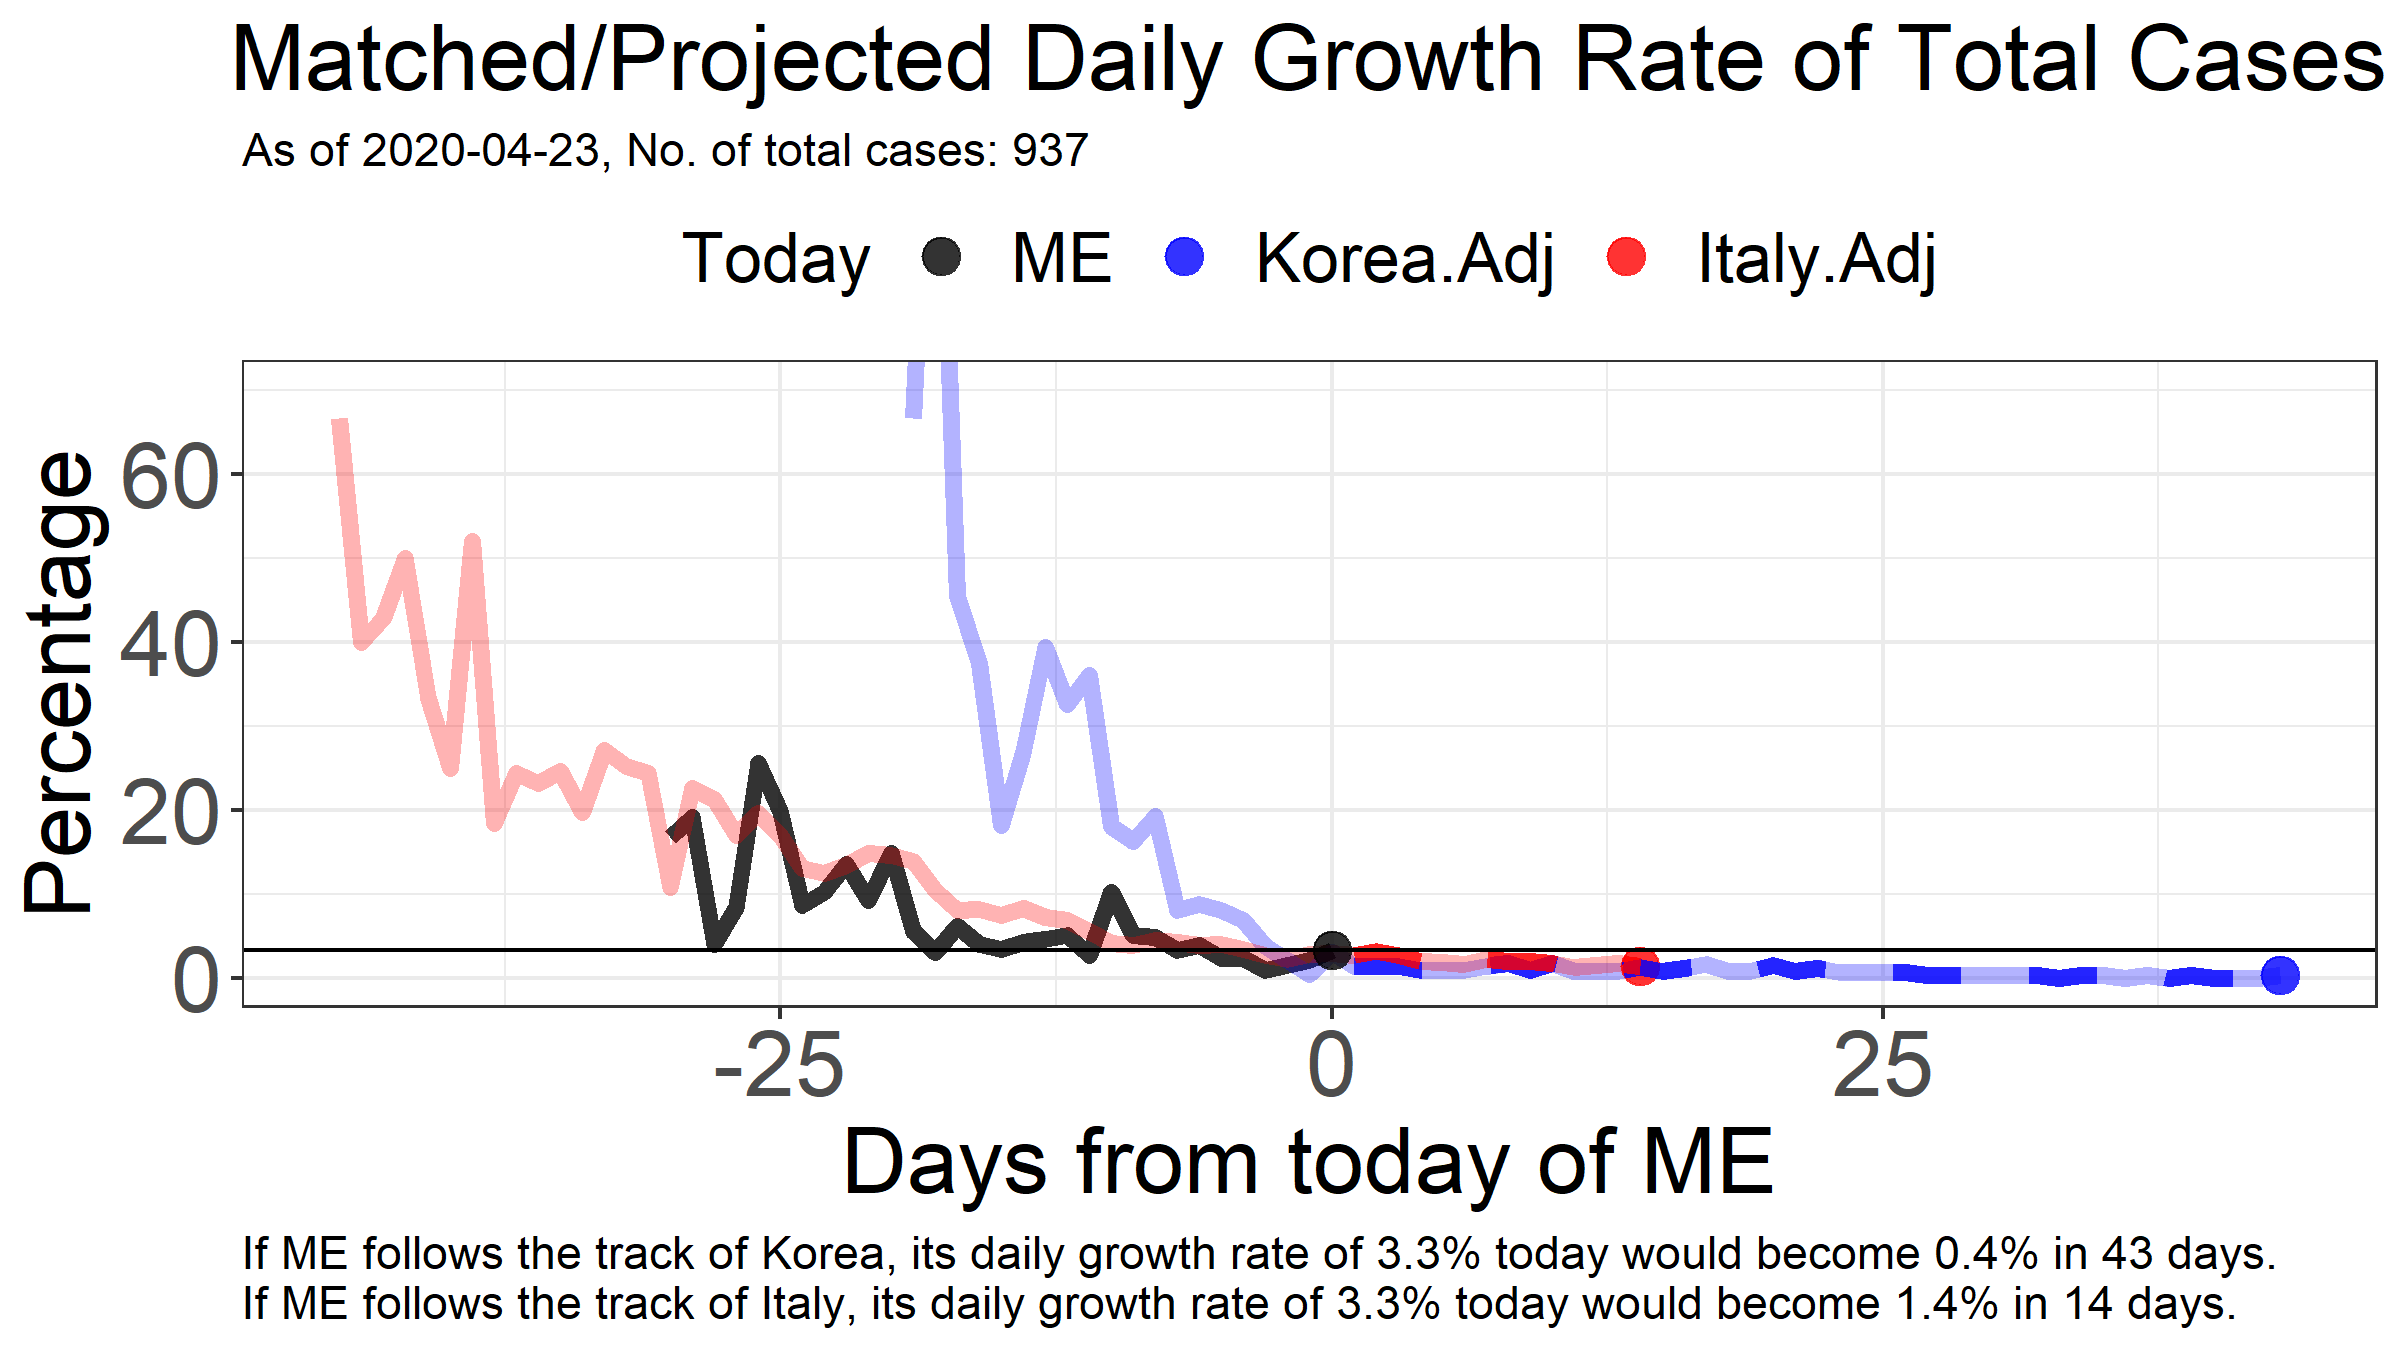 Matched/Projected Daily Growth Rate of Total Cases
As of 2020-04-23, No. of total cases: 937
Today ME Korea.Adj Italy.Adj
Percentage
60
40
20
0
-25 0 25
Days from today of ME
If ME follows the track of Korea, its daily growth rate of 3.3% today would become 0.4% in 43 days.
If ME follows the track of Italy, its daily growth rate of 3.3% today would become 1.4% in 14 days.